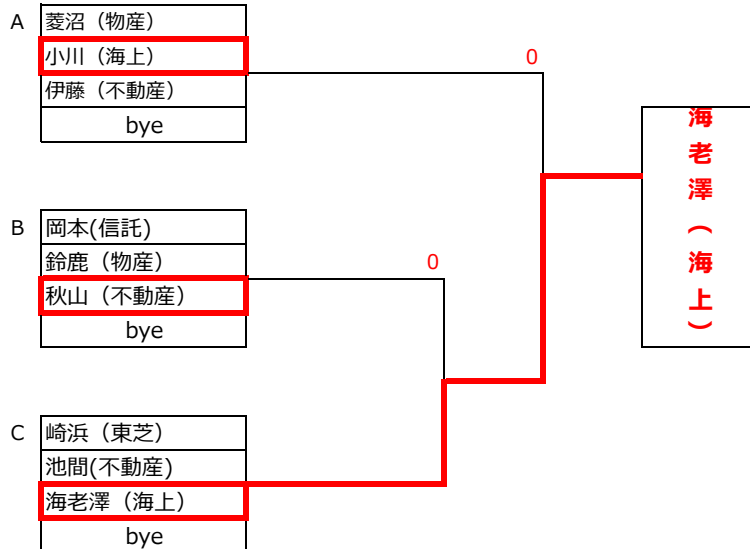 A
菱沼（物産）
小川（海上）
伊藤（不動産）
bye
0
B
岡本(信託)
鈴鹿（物産）
秋山（不動産）
bye
0
C
崎浜（東芝）
池間(不動産)
海老澤（海上）
bye
海老澤（海上）